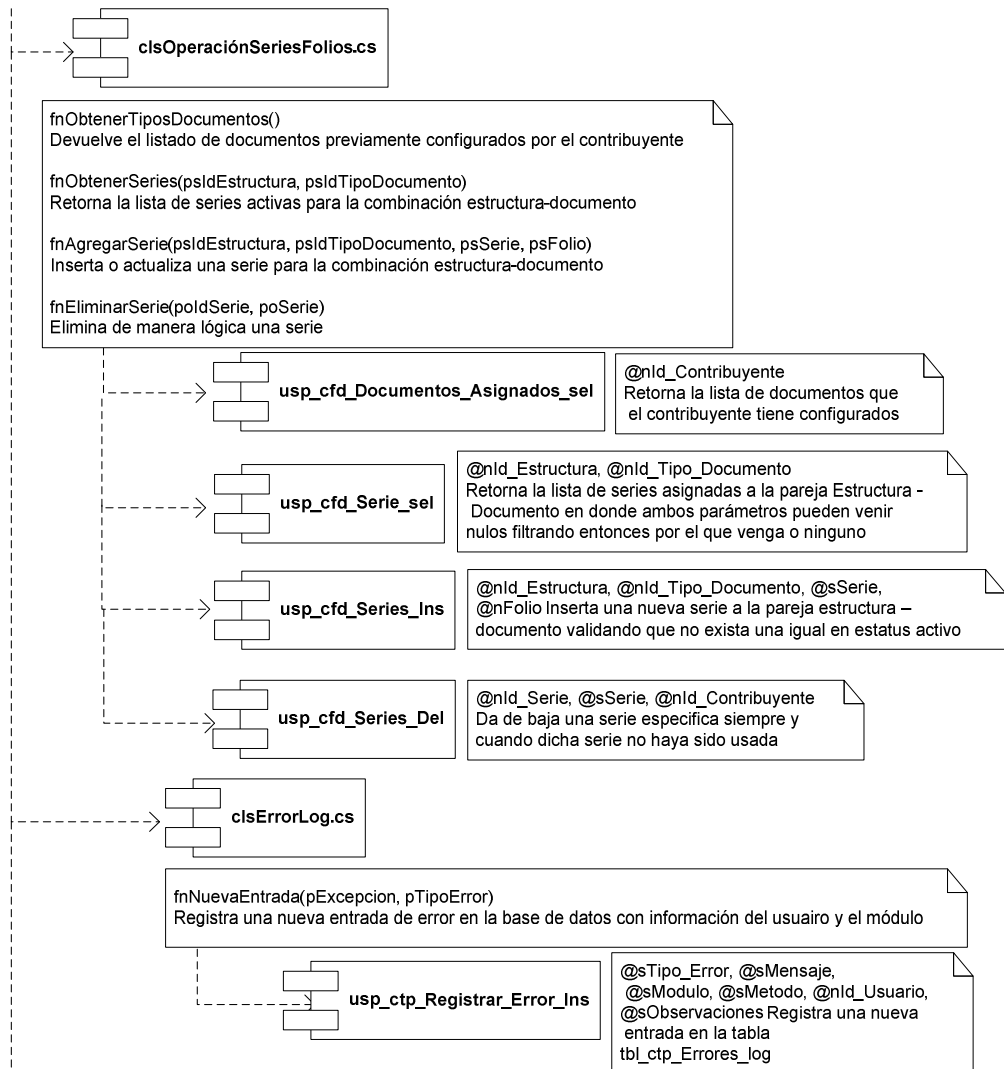 clsOperaciónSeriesFolios.cs
fnObtenerTiposDocumentos()
Devuelve el listado de documentos previamente configurados por el contribuyente
fnObtenerSeries(psIdEstructura, psIdTipoDocumento)
Retorna la lista de series activas para la combinación estructura-documento
fnAgregarSerie(psIdEstructura, psIdTipoDocumento, psSerie, psFolio)
Inserta o actualiza una serie para la combinación estructura-documento
fnEliminarSerie(poIdSerie, poSerie)
Elimina de manera lógica una serie
usp_cfd_Documentos_Asignados_sel
@nId_Contribuyente
Retorna la lista de documentos que
el contribuyente tiene configurados
usp_cfd_Serie_sel
@nId_Estructura, @nId_Tipo_Documento
Retorna la lista de series asignadas a la pareja Estructura -
Documento en donde ambos parámetros pueden venir
nulos filtrando entonces por el que venga o ninguno
usp_cfd_Series_Ins
@nId_Estructura, @nId_Tipo_Documento, @sSerie,
@nFolio Inserta una nueva serie a la pareja estructura –
documento validando que no exista una igual en estatus activo
usp_cfd_Series_Del
@nId_Serie, @sSerie, @nId_Contribuyente
Da de baja una serie especifica siempre y
cuando dicha serie no haya sido usada
clsErrorLog.cs
fnNuevaEntrada(pExcepcion, pTipoError)
Registra una nueva entrada de error en la base de datos con información del usuairo y el módulo
usp_ctp_Registrar_Error_Ins
@sTipo_Error, @sMensaje,
@sModulo, @sMetodo, @nId_Usuario,
@sObservaciones Registra una nueva
entrada en la tabla
tbl_ctp_Errores_log